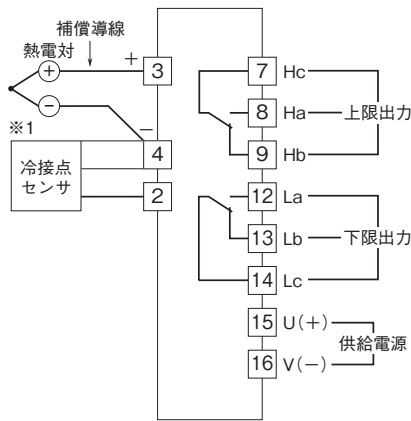 補償導線
熱電対
+
+
−
−
※1
冷接点
センサ
3
4
2
7 Hc
8 Ha
9 Hb
上限出力
12 La
13 Lb
14 Lc
下限出力
15 U(+)
16 V(−)
供給電源